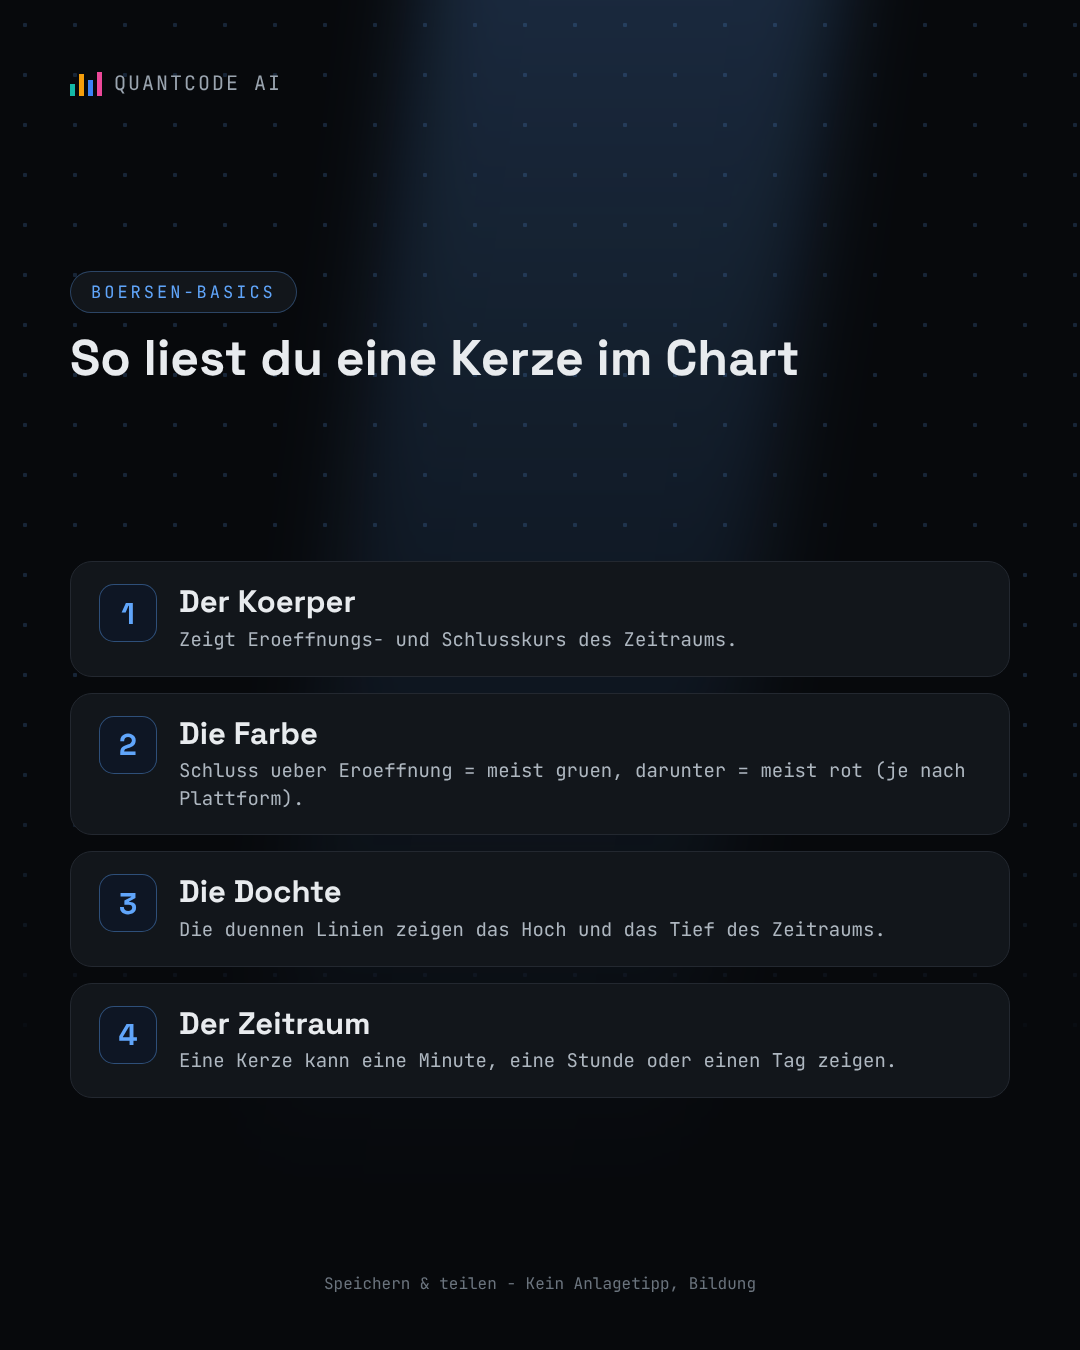 QUANTCODE AI
BOERSEN-BASICS
So liest du eine Kerze im Chart
1
Der Koerper
Zeigt Eroeffnungs- und Schlusskurs des Zeitraums.
2
Die Farbe
Schluss ueber Eroeffnung = meist gruen, darunter = meist rot (je nach
Plattform).
3
Die Dochte
Die duennen Linien zeigen das Hoch und das Tief des Zeitraums.
4
Der Zeitraum
Eine Kerze kann eine Minute, eine Stunde oder einen Tag zeigen.
Speichern & teilen - Kein Anlagetipp, Bildung